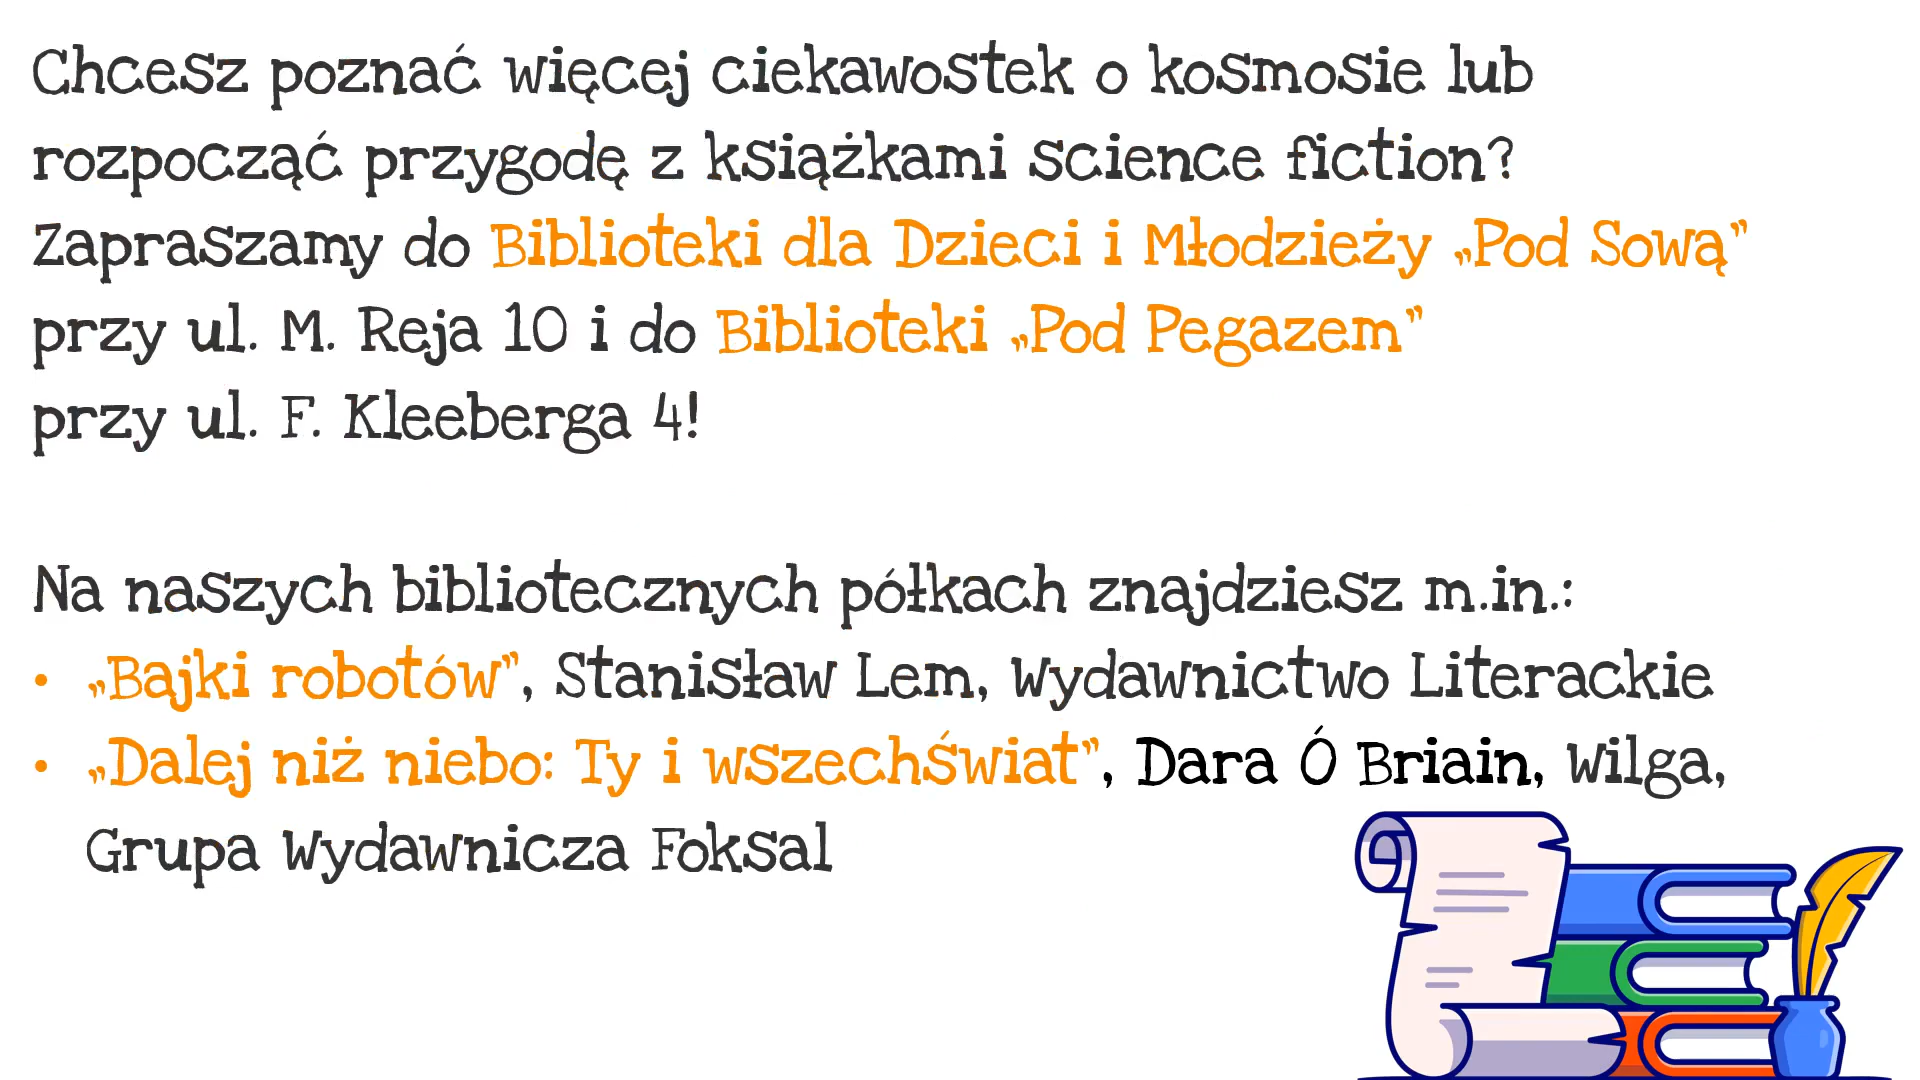 Chcesz poznać więcej ciekawostek o kosmosie lub
rozpocząć przygodę z książkami science fiction?
Zapraszamy do Biblioteki dla Dzieci i Młodzieży „Pod Sową”
przy ul. M. Reja 10 i do Biblioteki „Pod Pegazem”
przy ul. F. Kleeberga 4!
Na naszych bibliotecznych półkach znajdziesz m.in.:
• „Bajki robotów”, Stanisław Lem, Wydawnictwo Literackie
• „Dalej niż niebo: Ty i wszechświat”, Dara Ó Briain, Wilga,
Grupa Wydawnicza Foksal